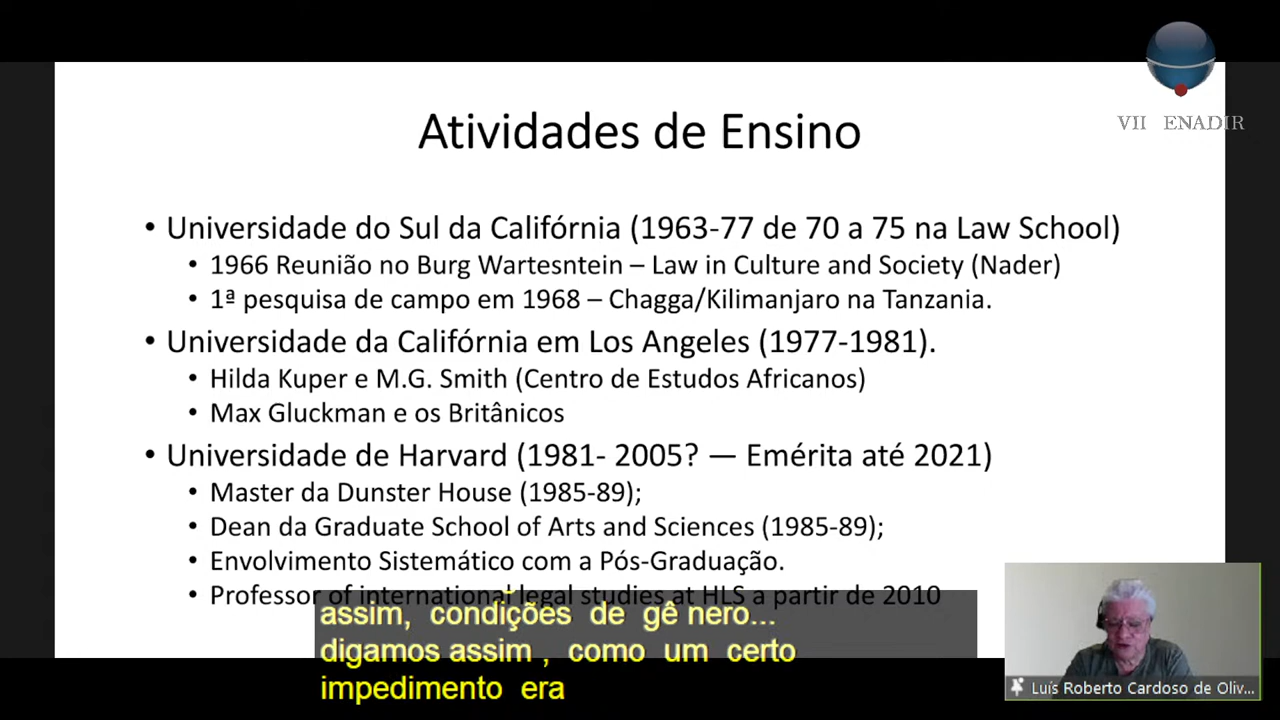 VII ENADIR
Atividades de Ensino
• Universidade do Sul da Califórnia (1963-77 de 70 a 75 na Law School)
• 1966 Reunião no Burg Wartesntein – Law in Culture and Society (Nader)
• 1ª pesquisa de campo em 1968 – Chagga/Kilimanjaro na Tanzania.
• Universidade da Califórnia em Los Angeles (1977-1981).
• Hilda Kuper e M.G. Smith (Centro de Estudos Africanos)
• Max Gluckman e os Britânicos
• Universidade de Harvard (1981- 2005? — Emérita até 2021)
• Master da Dunster House (1985-89);
• Dean da Graduate School of Arts and Sciences (1985-89);
• Envolvimento Sistemático com a Pós-Graduação.
• Professor of international legal studies at HLS a partir de 2010
assim, condições de gê nero...
digamos assim , como um certo
impedimento era
Luís Roberto Cardoso de Oliv...